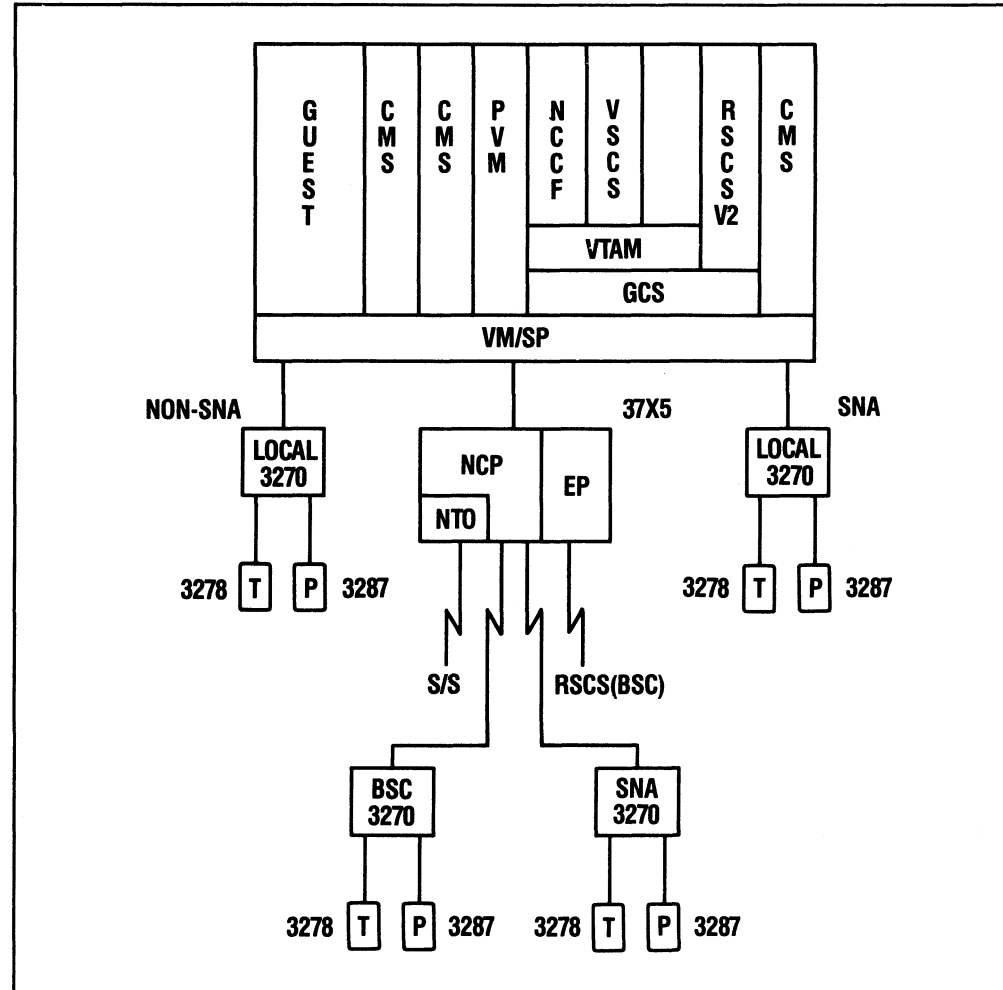 GUEST
CMS
CMS
PVM
NCCF
VSCS
RSCS V2
CMS
VTAM
GCS
VM/SP
NON-SNA
37X5
SNA
LOCAL
3270
NCP
EP
LOCAL
3270
NTO
3278 T P 3287
3278 T P 3287
S/S
RSCS(BSC)
BSC
3270
SNA
3270
3278 T P 3287
3278 T P 3287